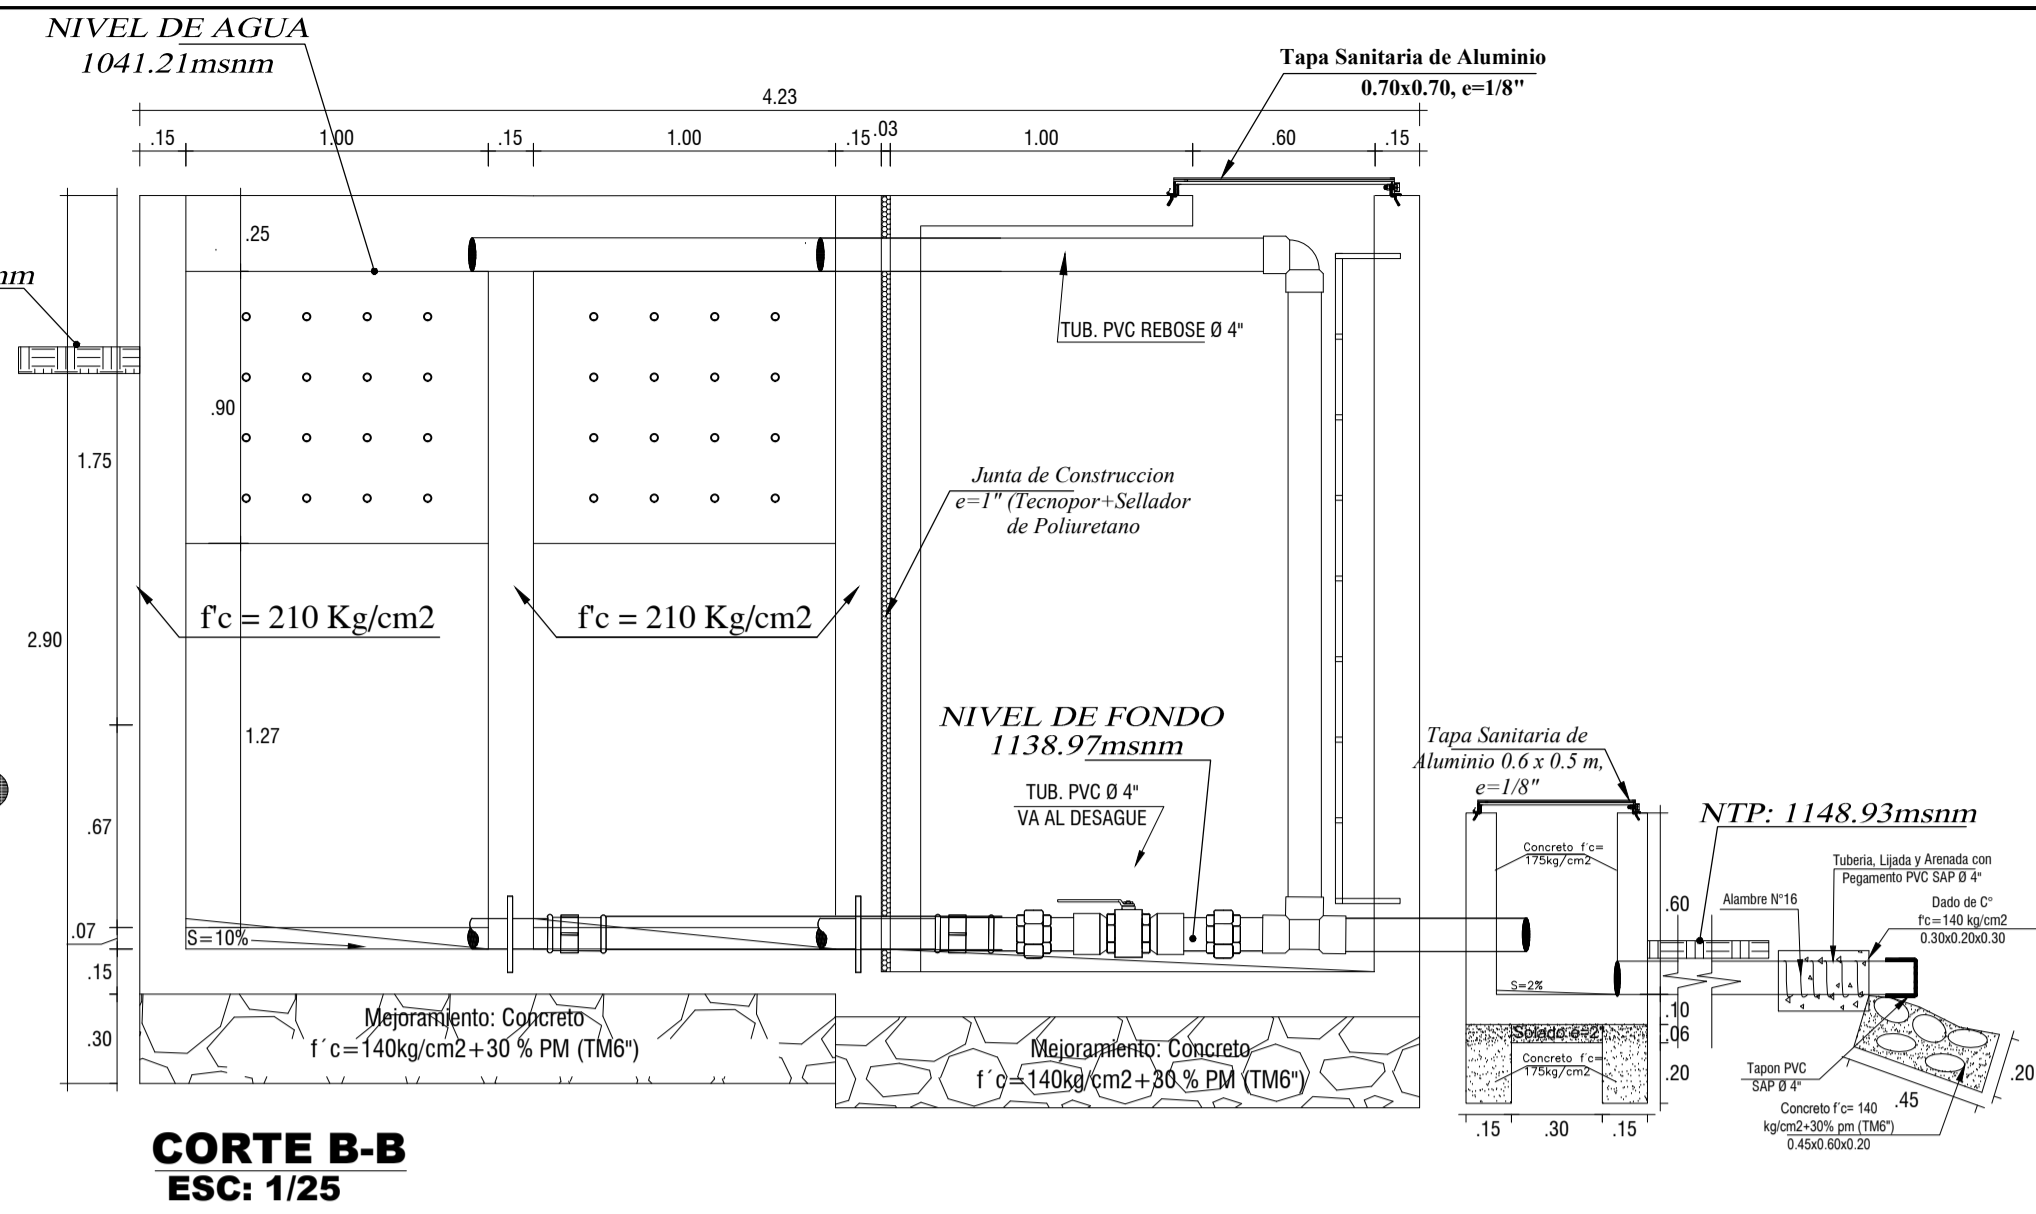 NIVEL DE AGUA
1041.21msnm
Tapa Sanitaria de Aluminio
0.70x0.70, e=1/8"
4.23
.15
1.00
.15
1.00
.15
.03
1.00
.60
.15
.25
TUB. PVC REBOSE Ø 4"
.90
1.75
Junta de Construccion
e=1" (Tecnopor+Sellador
de Poliuretano
f'c = 210 Kg/cm2
f'c = 210 Kg/cm2
2.90
1.27
NIVEL DE FONDO
1138.97msnm
TUB. PVC Ø 4"
VA AL DESAGUE
Tapa Sanitaria de
Aluminio 0.6 x 0.5 m,
e=1/8"
NTP: 1148.93msnm
.67
Concreto f'c=
175kg/cm2
Tuberia, Lijada y Arenada con
Pegamento PVC SAP Ø 4"
Alambre N°16
.60
Dado de C°
f'c=140 kg/cm2
0.30x0.20x0.30
.07
S=10%
.15
S=2%
.10
.30
Mejoramiento: Concreto
f´c=140kg/cm2+30 % PM (TM6")
Mejoramiento: Concreto
f´c=140kg/cm2+30 % PM (TM6")
Solado e=2"
.06
Concreto f'c=
175kg/cm2
.20
Tapon PVC
SAP Ø 4"
.20
.45
Concreto f´c= 140
kg/cm2+30% pm (TM6")
0.45x0.60x0.20
.15
.30
.15
CORTE B-B
ESC: 1/25